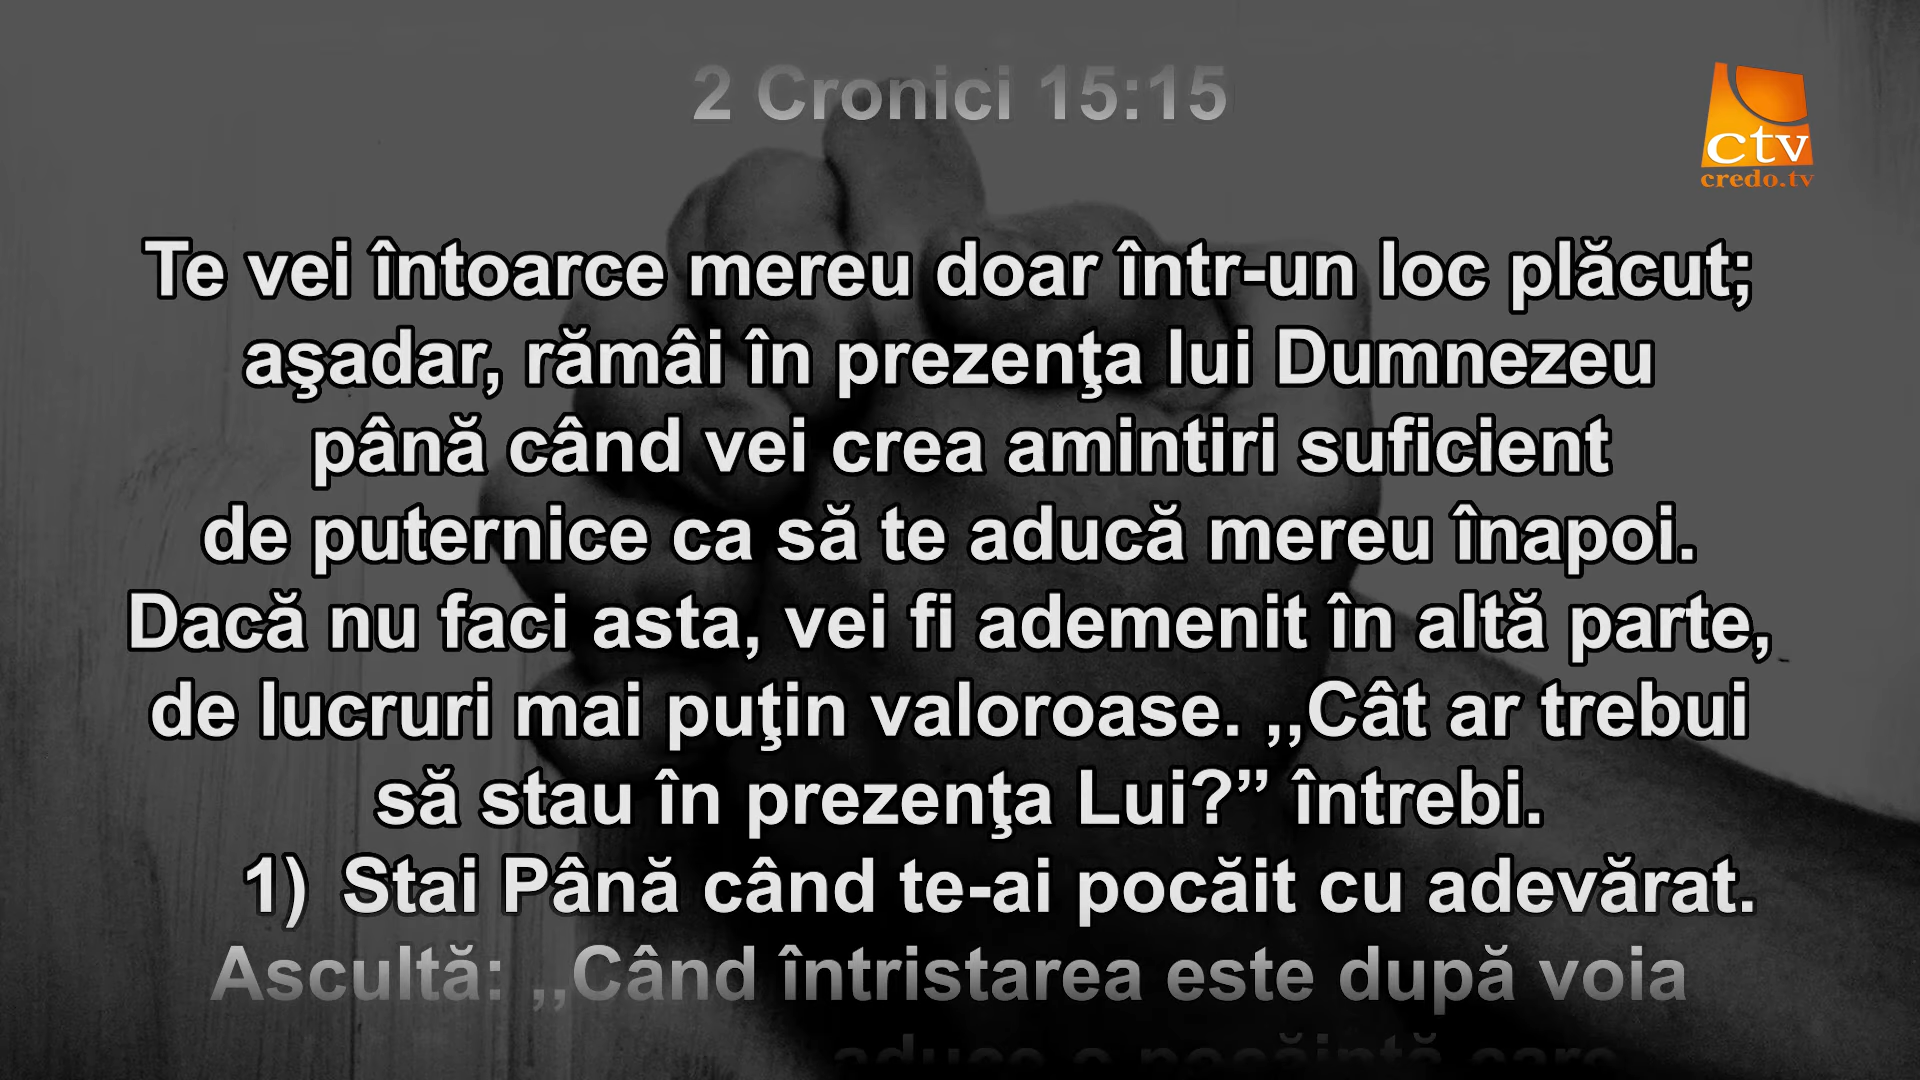 2 Cronici 15:15
ctv
credo.tv
Te vei întoarce mereu doar într-un loc plăcut;
aşadar, rămâi în prezenţa lui Dumnezeu
până când vei crea amintiri suficient
de puternice ca să te aducă mereu înapoi.
Dacă nu faci asta, vei fi ademenit în altă parte,
de lucruri mai puţin valoroase. ,,Cât ar trebui
să stau în prezenţa Lui?” întrebi.
1) Stai Până când te-ai pocăit cu adevărat.
Ascultă: ,,Când întristarea este după voia
aduce o pocăinţă care